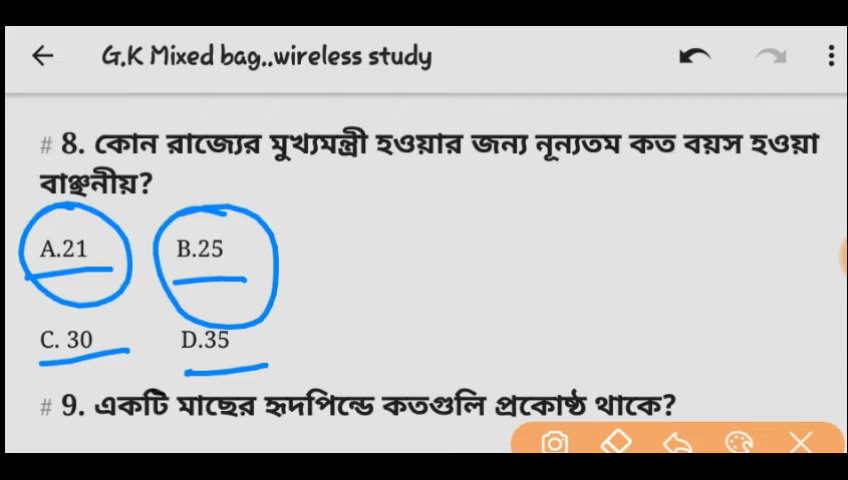 G.K Mixed bag..wireless study
# 8. কোন রাজ্যের মুখ্যমন্ত্রী হওয়ার জন্য নূন্যতম কত বয়স হওয়া
বাঞ্ছনীয়?
A.21 B.25
C. 30 D.35
# 9. একটি মাছের হৃদপিন্ডে কতগুলি প্রকোষ্ঠ থাকে?